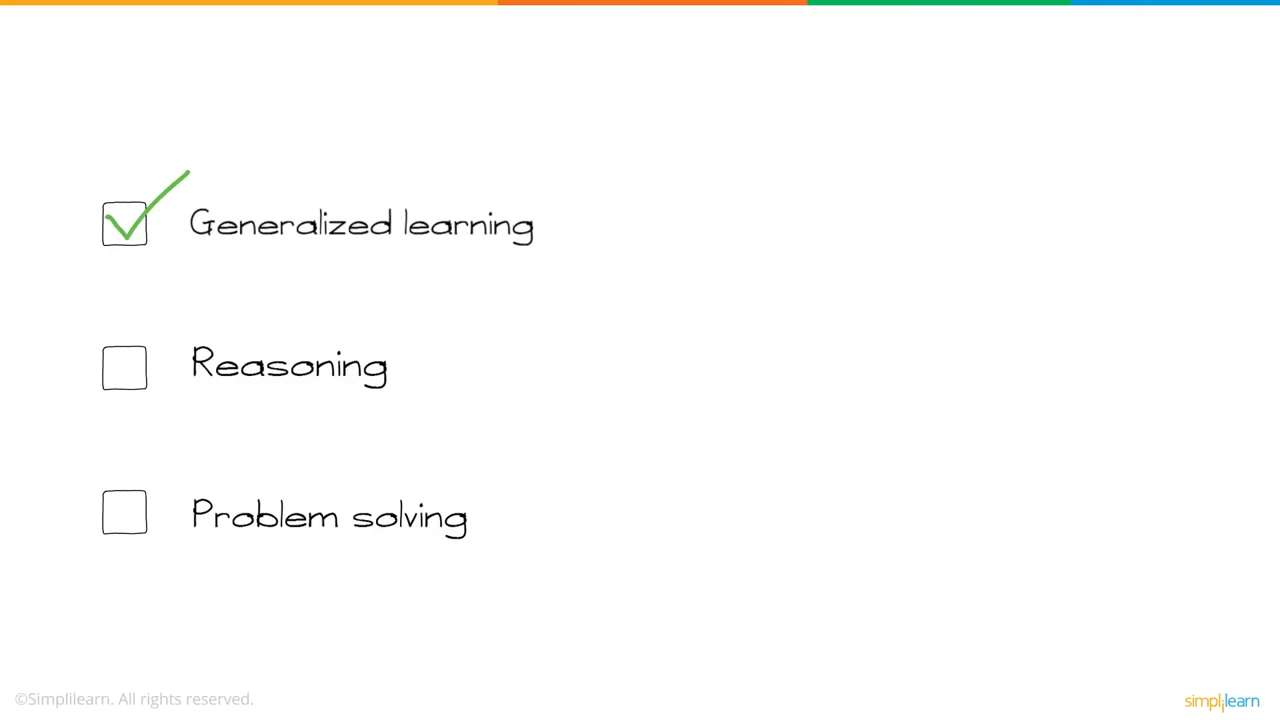 Generalized learning
Reasoning
Problem solving
©Simplilearn. All rights reserved.
simplilearn